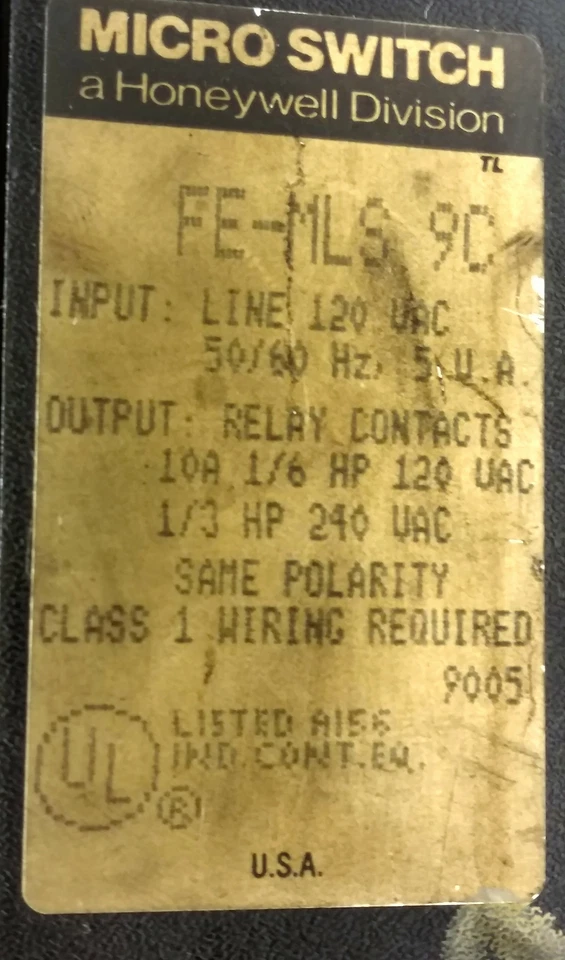 MICRO SWITCH
a Honeywell Division
TL
FE-MLS 9C
INPUT: LINE 120 VAC
50/60 Hz, 5 V.A.
OUTPUT: RELAY CONTACTS
10A 1/6 HP 120 VAC
1/3 HP 240 VAC
SAME POLARITY
CLASS 1 WIRING REQUIRED
9005
UL
LISTED A156
IND.CONT.EQ.
®
U.S.A.